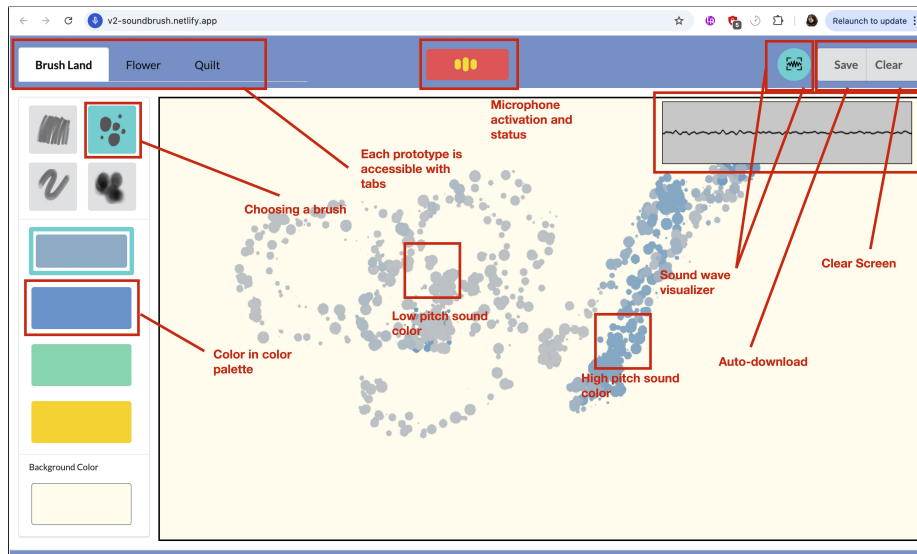 v2-soundbrush.netlify.app
Relaunch to update
Brush Land
Flower
Quilt
Save
Clear
Microphone
activation and
status
Each prototype is
accessible with
tabs
Choosing a brush
Sound wave
visualizer
Clear Screen
Low pitch sound
color
Color in color
palette
Auto-download
High pitch sound
color
Background Color